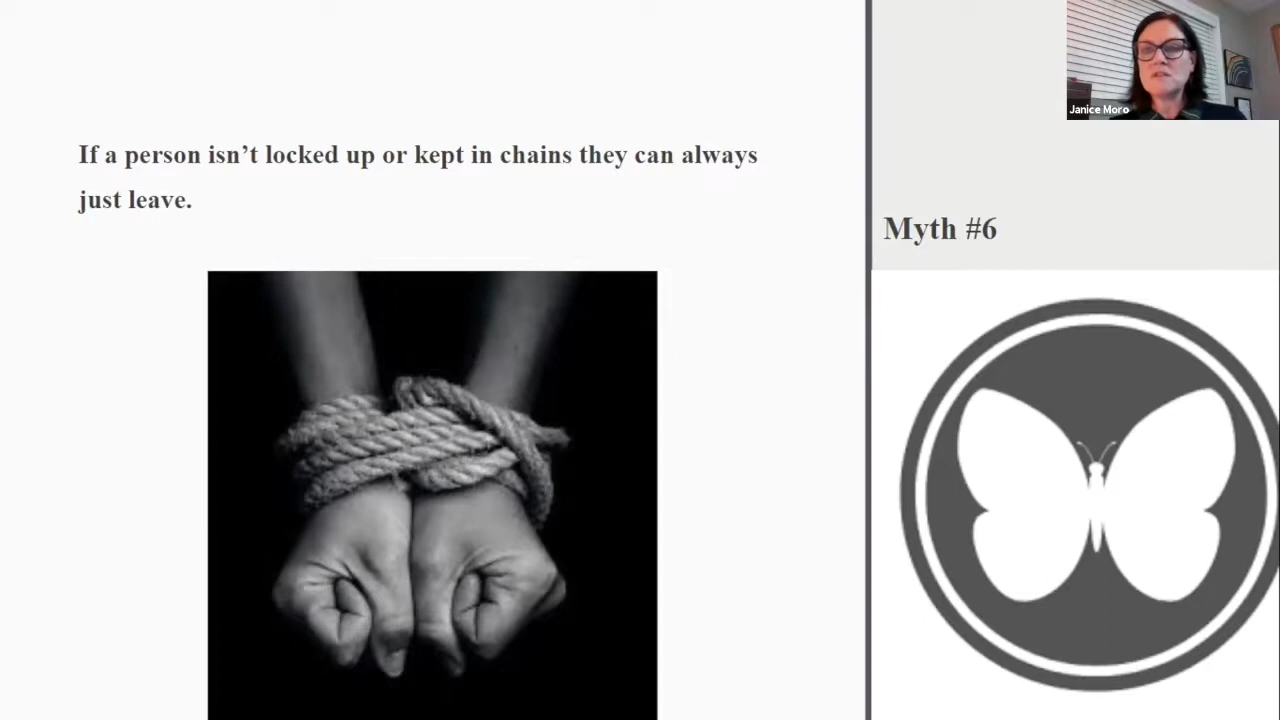 If a person isn’t locked up or kept in chains they can always
just leave.
Janice Moro
Myth #6